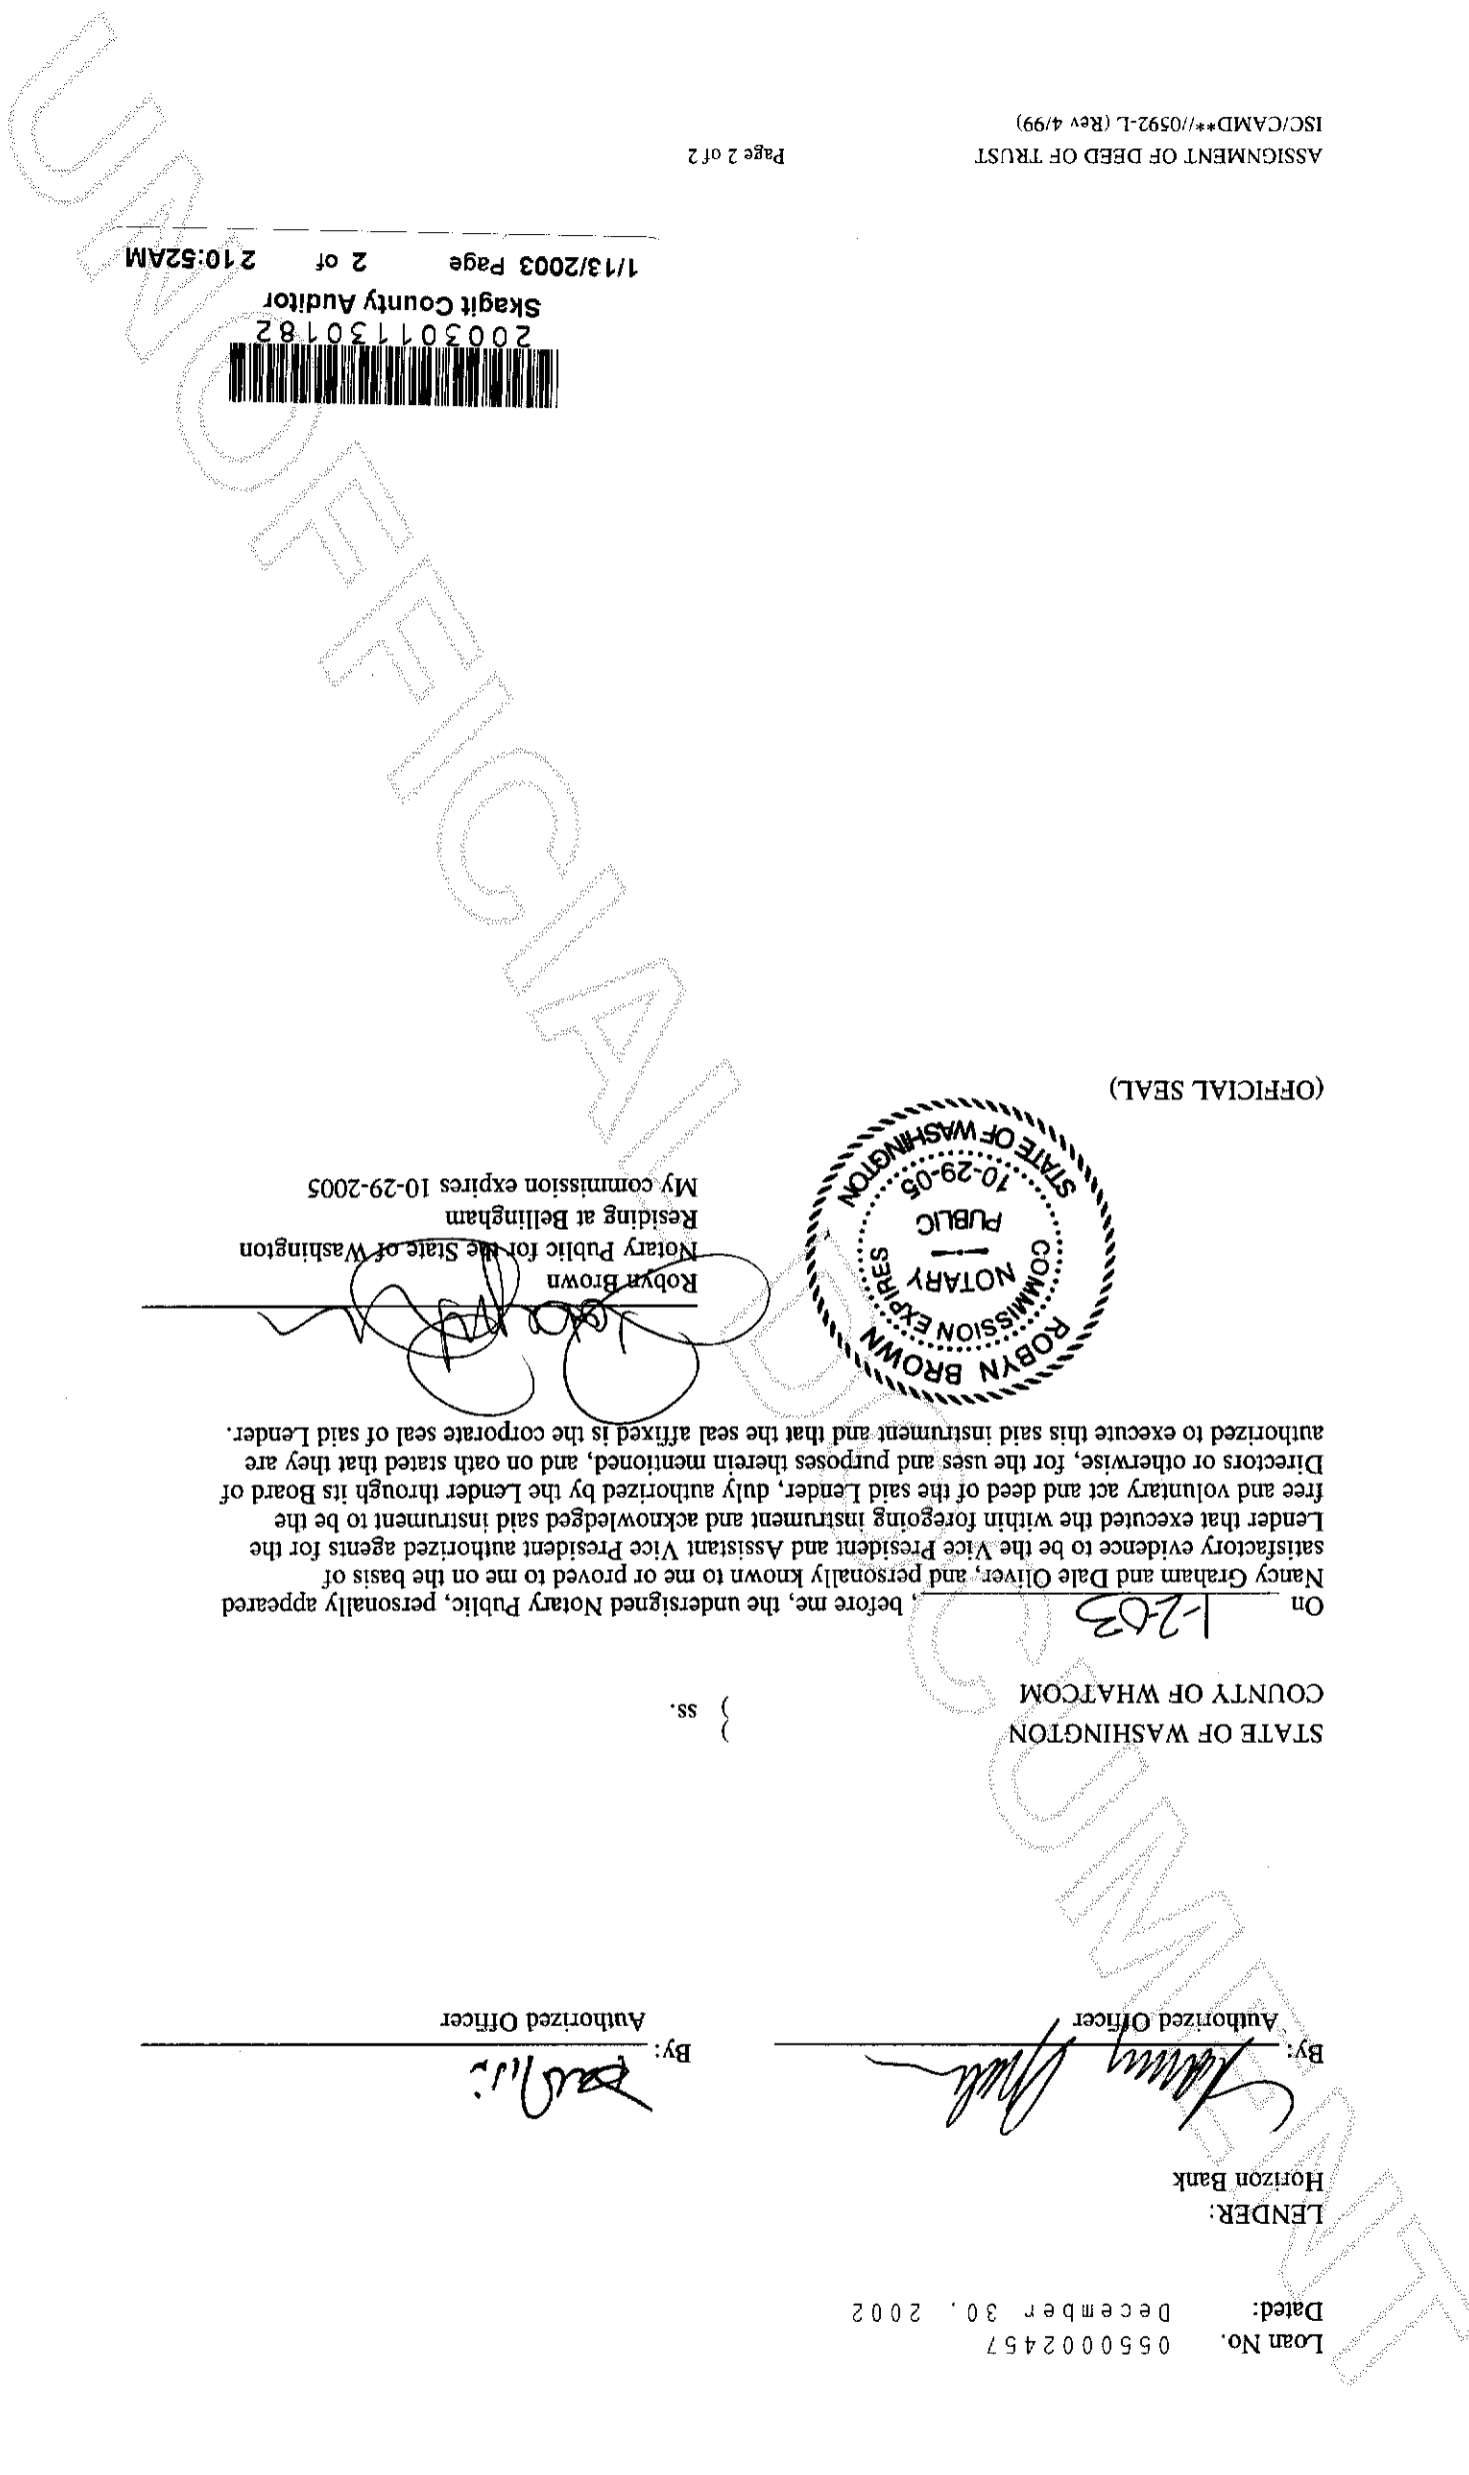 Loan No. 0550002457
Dated: December 30, 2002
LENDER:
Horizon Bank
By:
Authorized Officer
By:
Authorized Officer
STATE OF WASHINGTON
COUNTY OF WHATCOM
} ss.
On 1-2-03, before me, the undersigned Notary Public, personally appeared
Nancy Graham and Dale Oliver, and personally known to me or proved to me on the basis of
satisfactory evidence to be the Vice President and Assistant Vice President authorized agents for the
Lender that executed the within foregoing instrument and acknowledged said instrument to be the
free and voluntary act and deed of the said Lender, duly authorized by the Lender through its Board of
Directors or otherwise, for the uses and purposes therein mentioned, and on oath stated that they are
authorized to execute this said instrument and that the seal affixed is the corporate seal of said Lender.
ROBYN BROWN
COMMISSION EXPIRES
NOTARY
PUBLIC
10-29-05
STATE OF WASHINGTON
Robyn Brown
Notary Public for the State of Washington
Residing at Bellingham
My commission expires 10-29-2005
(OFFICIAL SEAL)
200301130182
Skagit County Auditor
1/13/2003 Page 2 of 2 10:52AM
ASSIGNMENT OF DEED OF TRUST
Page 2 of 2
ISC/CAMD**//0592-L (Rev 4/99)
UNOFFICIAL DOCUMENT